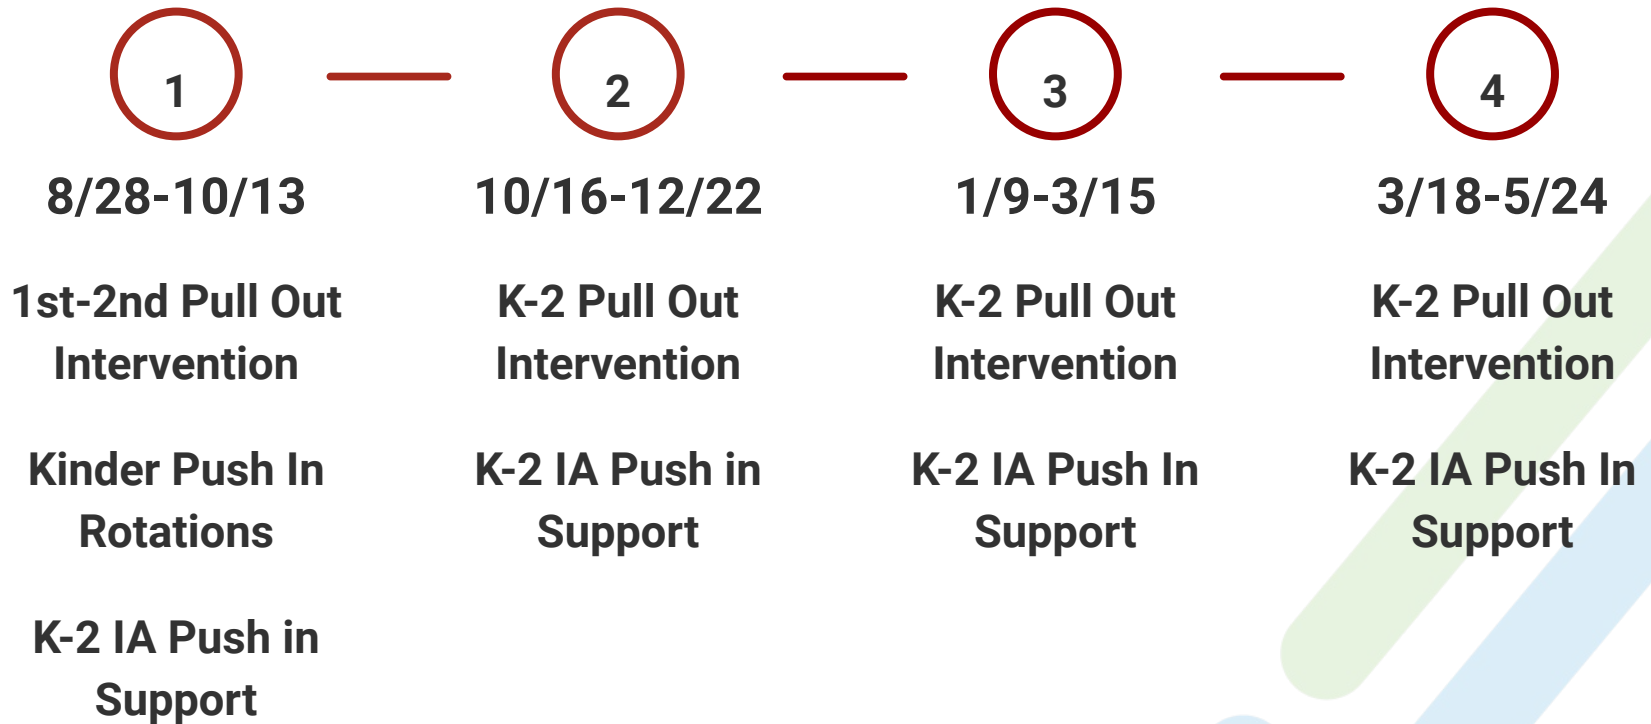 1
8/28-10/13
1st-2nd Pull Out
Intervention
Kinder Push In
Rotations
K-2 IA Push in
Support
2
10/16-12/22
K-2 Pull Out
Intervention
K-2 IA Push in
Support
3
1/9-3/15
K-2 Pull Out
Intervention
K-2 IA Push In
Support
4
3/18-5/24
K-2 Pull Out
Intervention
K-2 IA Push In
Support